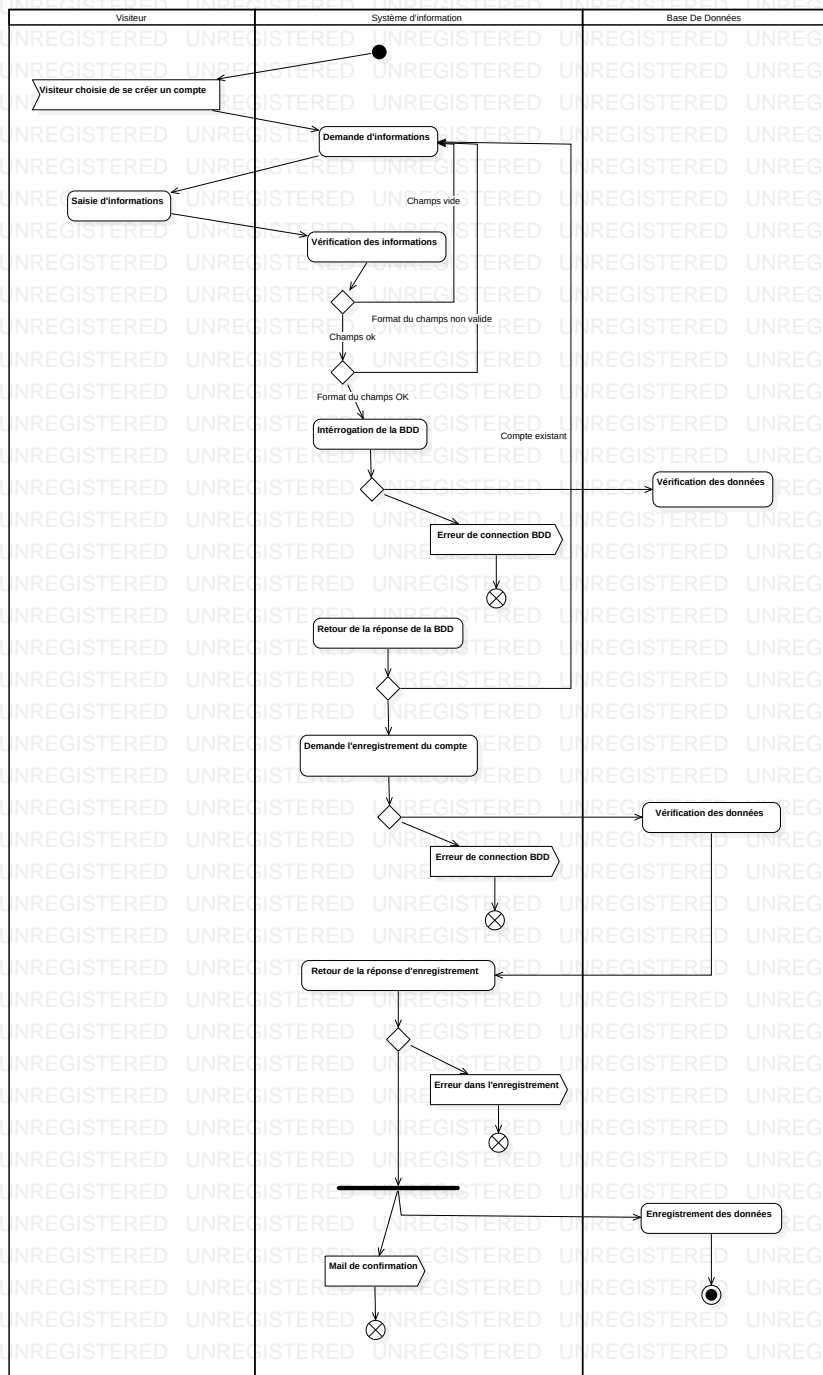 Visiteur
Système d'information
Base De Données
Visiteur choisie de se créer un compte
Demande d'informations
Champs vide
Saisie d'informations
Vérification des informations
Format du champs non valide
Champs ok
Format du champs OK
Intérrogation de la BDD
Compte existant
Vérification des données
Erreur de connection BDD
Retour de la réponse de la BDD
Demande l'enregistrement du compte
Vérification des données
Erreur de connection BDD
Retour de la réponse d'enregistrement
Erreur dans l'enregistrement
Enregistrement des données
Mail de confirmation
UNREGISTERED